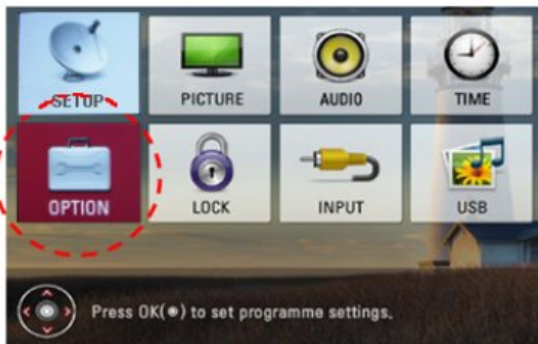 SETUP
PICTURE
AUDIO
TIME
OPTION
LOCK
INPUT
USB
Press OK(◉) to set programme settings.